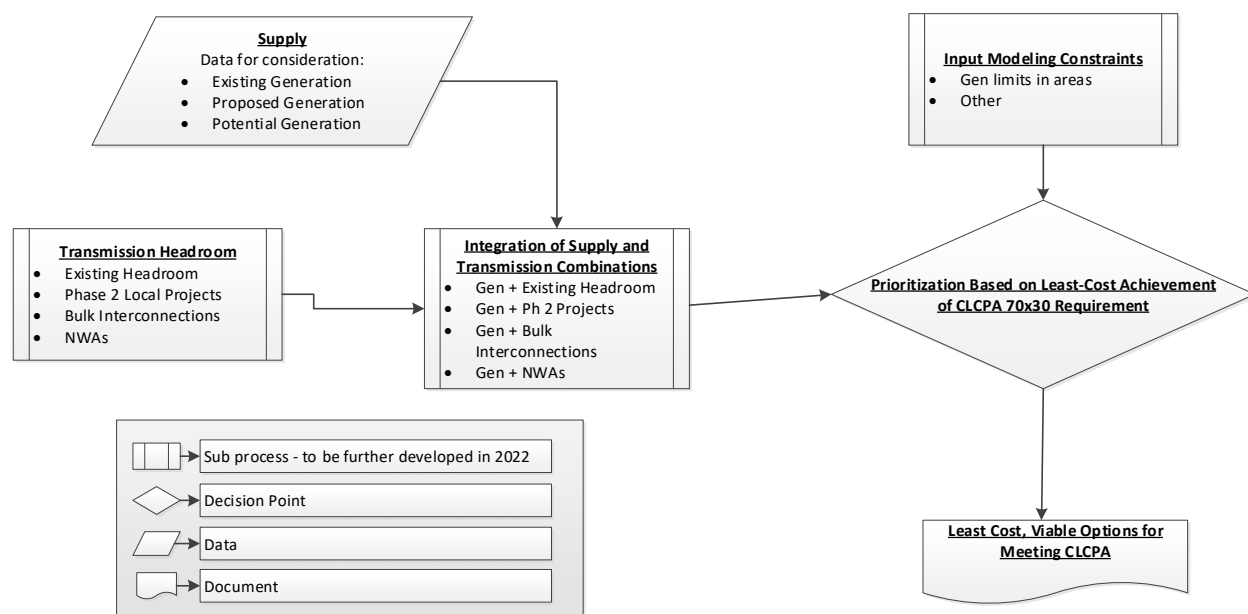 Supply
Data for consideration:
• Existing Generation
• Proposed Generation
• Potential Generation
Input Modeling Constraints
• Gen limits in areas
• Other
Transmission Headroom
• Existing Headroom
• Phase 2 Local Projects
• Bulk Interconnections
• NWAs
Integration of Supply and
Transmission Combinations
• Gen + Existing Headroom
• Gen + Ph 2 Projects
• Gen + Bulk
Interconnections
• Gen + NWAs
Prioritization Based on Least-Cost Achievement
of CLCPA 70x30 Requirement
Sub process - to be further developed in 2022
Decision Point
Data
Document
Least Cost, Viable Options for
Meeting CLCPA